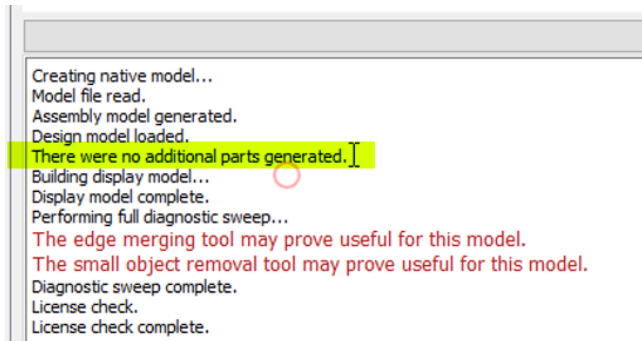 Creating native model...
Model file read.
Assembly model generated.
Design model loaded.
There were no additional parts generated.
Building display model...
Display model complete.
Performing full diagnostic sweep...
The edge merging tool may prove useful for this model.
The small object removal tool may prove useful for this model.
Diagnostic sweep complete.
License check.
License check complete.